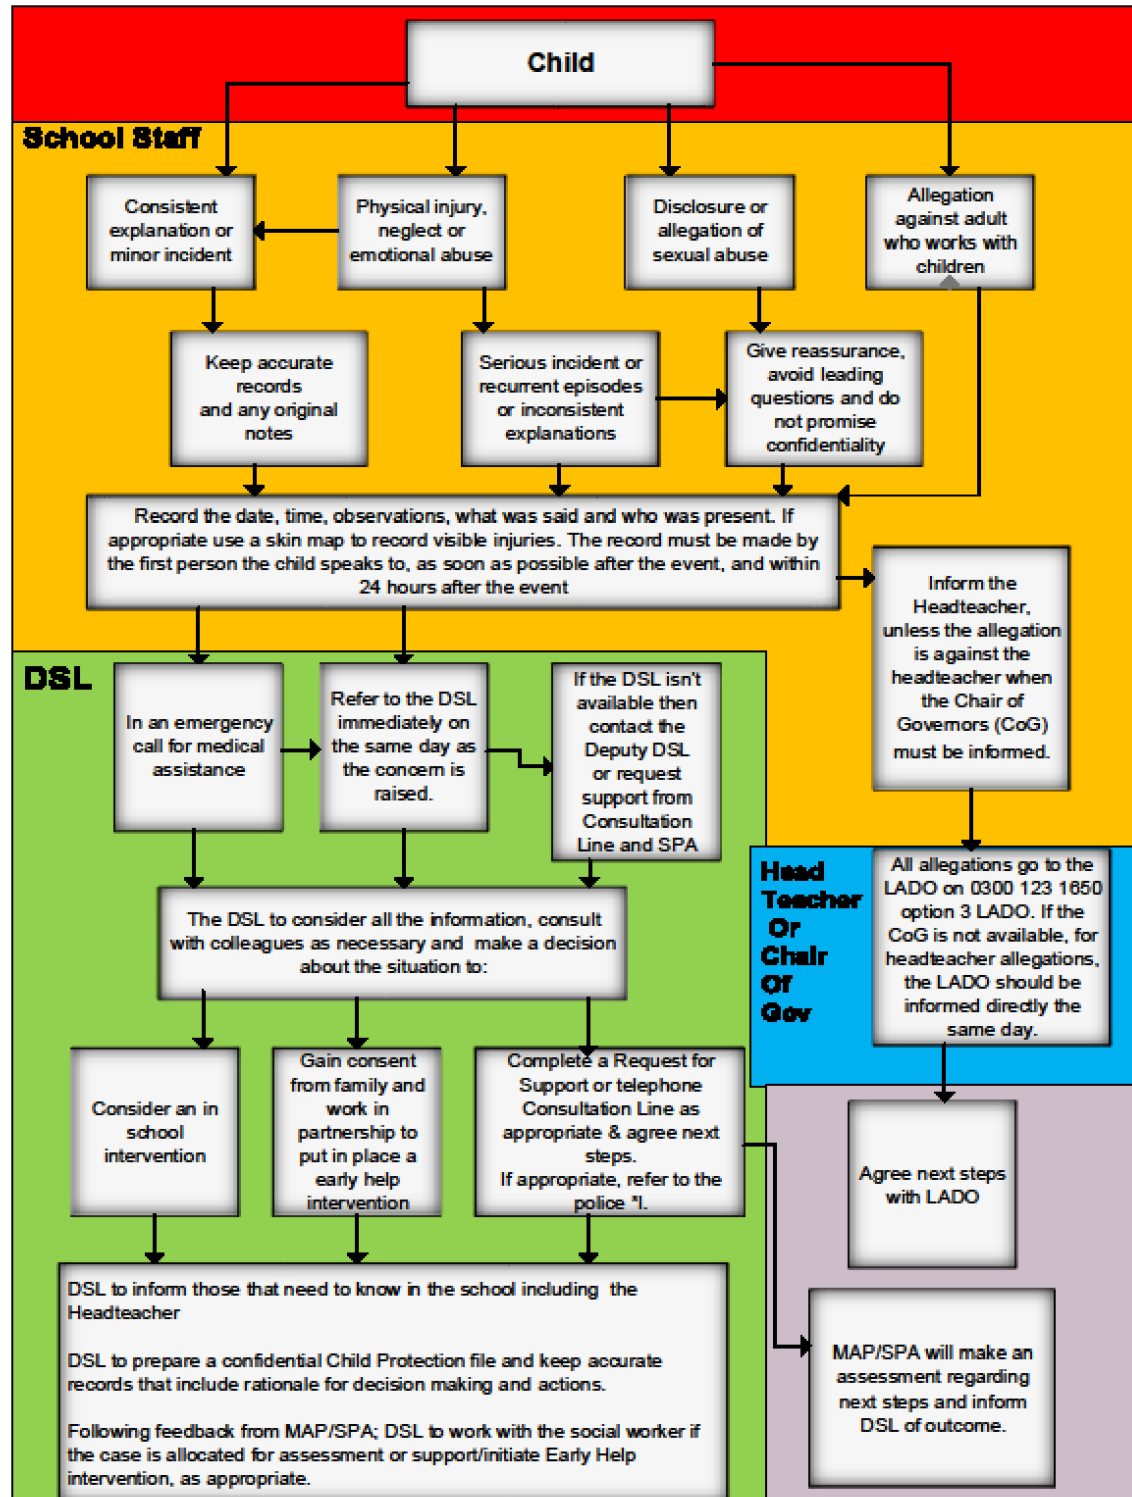 Child
School Staff
Consistent
explanation or
minor incident
Physical injury,
neglect or
emotional abuse
Disclosure or
allegation of
sexual abuse
Allegation
against adult
who works with
children
Keep accurate
records
and any original
notes
Serious incident or
recurrent episodes
or inconsistent
explanations
Give reassurance,
avoid leading
questions and do
not promise
confidentiality
Record the date, time, observations, what was said and who was present. If
appropriate use a skin map to record visible injuries. The record must be made by
the first person the child speaks to, as soon as possible after the event, and within
24 hours after the event
Inform the
Headteacher,
unless the allegation
is against the
headteacher when
the Chair of
Governors (CoG)
must be informed.
DSL
In an emergency
call for medical
assistance
Refer to the DSL
immediately on
the same day as
the concern is
raised.
If the DSL isn't
available then
contact the
Deputy DSL
or request
support from
Consultation
Line and SPA
Head
Teacher
Or
Chair
Of
Gov
All allegations go to the
LADO on 0300 123 1650
option 3 LADO. If the
CoG is not available, for
headteacher allegations,
the LADO should be
informed directly the
same day.
The DSL to consider all the information, consult
with colleagues as necessary and make a decision
about the situation to:
Consider an in
school
intervention
Gain consent
from family and
work in
partnership to
put in place a
early help
intervention
Complete a Request for
Support or telephone
Consultation Line as
appropriate & agree next
steps.
If appropriate, refer to the
police *I.
Agree next steps
with LADO
DSL to inform those that need to know in the school including the
Headteacher
DSL to prepare a confidential Child Protection file and keep accurate
records that include rationale for decision making and actions.
Following feedback from MAP/SPA; DSL to work with the social worker if
the case is allocated for assessment or support/initiate Early Help
intervention, as appropriate.
MAP/SPA will make an
assessment regarding
next steps and inform
DSL of outcome.